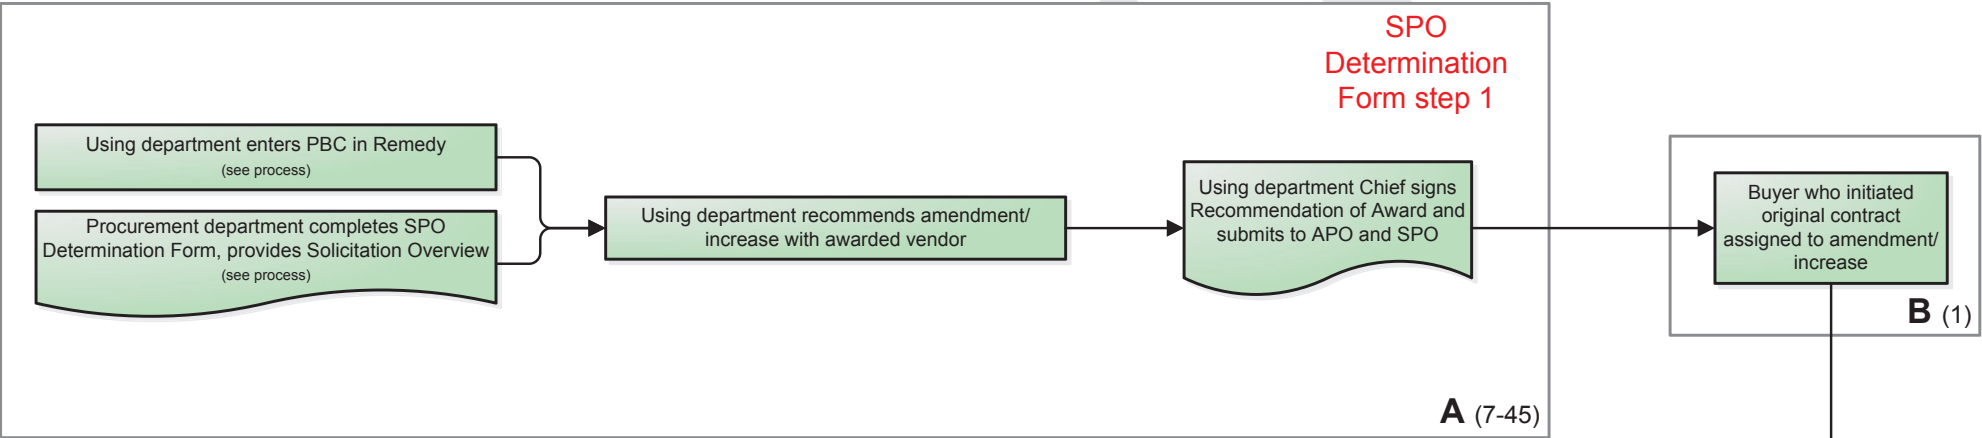 SPO
Determination
Form step 1
Using department enters PBC in Remedy
(see process)
Procurement department completes SPO
Determination Form, provides Solicitation Overview
(see process)
Using department recommends amendment/
increase with awarded vendor
Using department Chief signs
Recommendation of Award and
submits to APO and SPO
A (7-45)
Buyer who initiated
original contract
assigned to amendment/
increase
B (1)